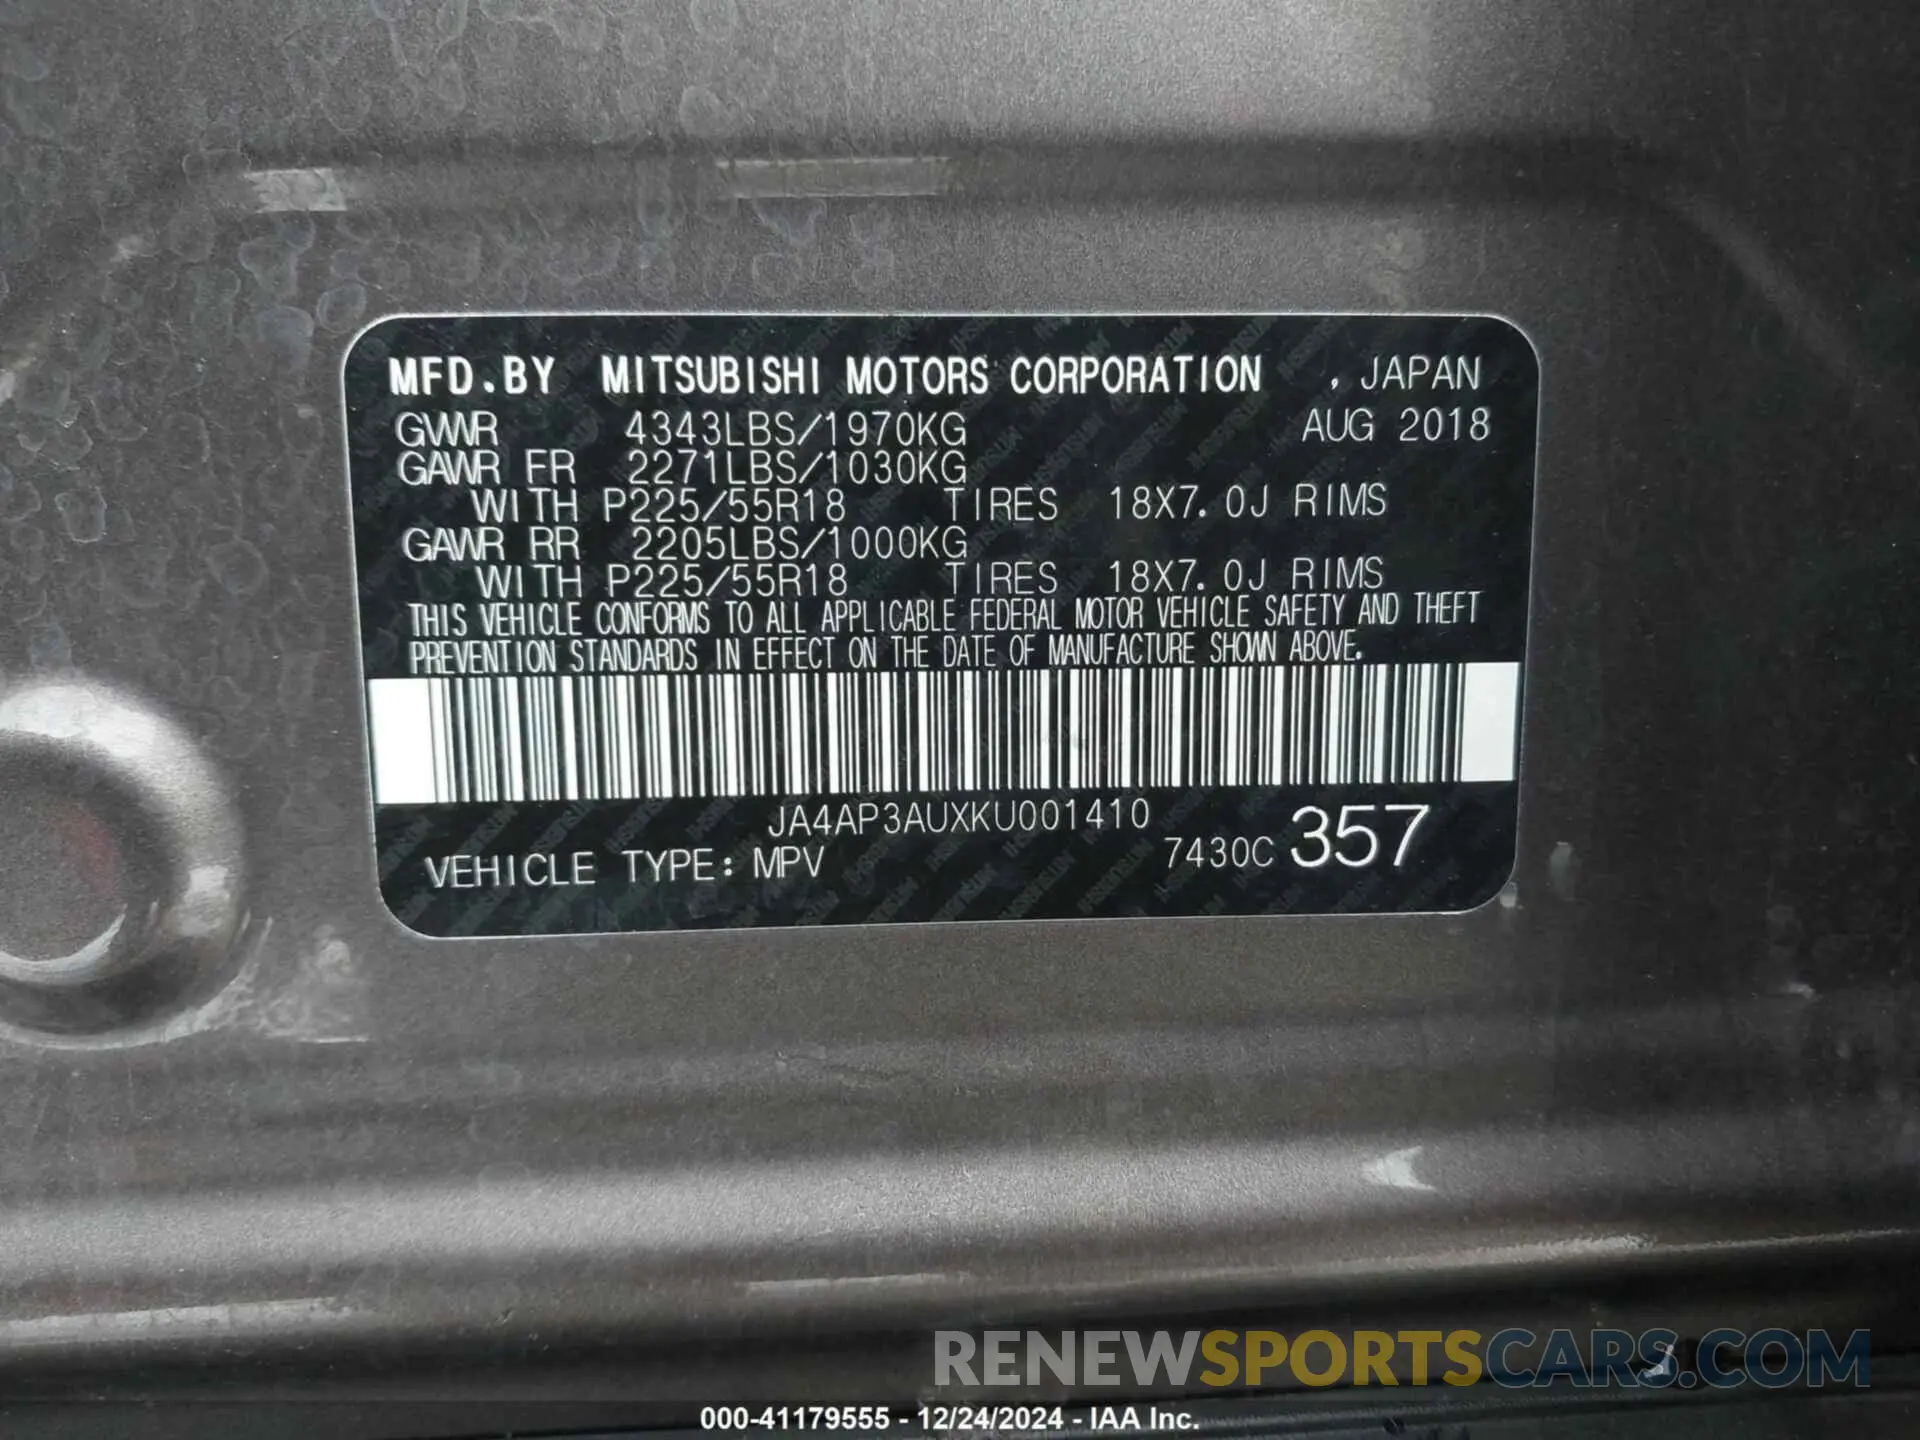 MFD.BY MITSUBISHI MOTORS CORPORATION , JAPAN
GVWR 4343LBS/1970KG AUG 2018
GAWR FR 2271LBS/1030KG
WITH P225/55R18 TIRES 18X7.0J RIMS
GAWR RR 2205LBS/1000KG
WITH P225/55R18 TIRES 18X7.0J RIMS
THIS VEHICLE CONFORMS TO ALL APPLICABLE FEDERAL MOTOR VEHICLE SAFETY AND THEFT
PREVENTION STANDARDS IN EFFECT ON THE DATE OF MANUFACTURE SHOWN ABOVE.
JA4AP3AUXKU001410
VEHICLE TYPE: MPV 7430C 357
RENEWSPORTSCARS.COM
000-41179555 - 12/24/2024 - IAA Inc.